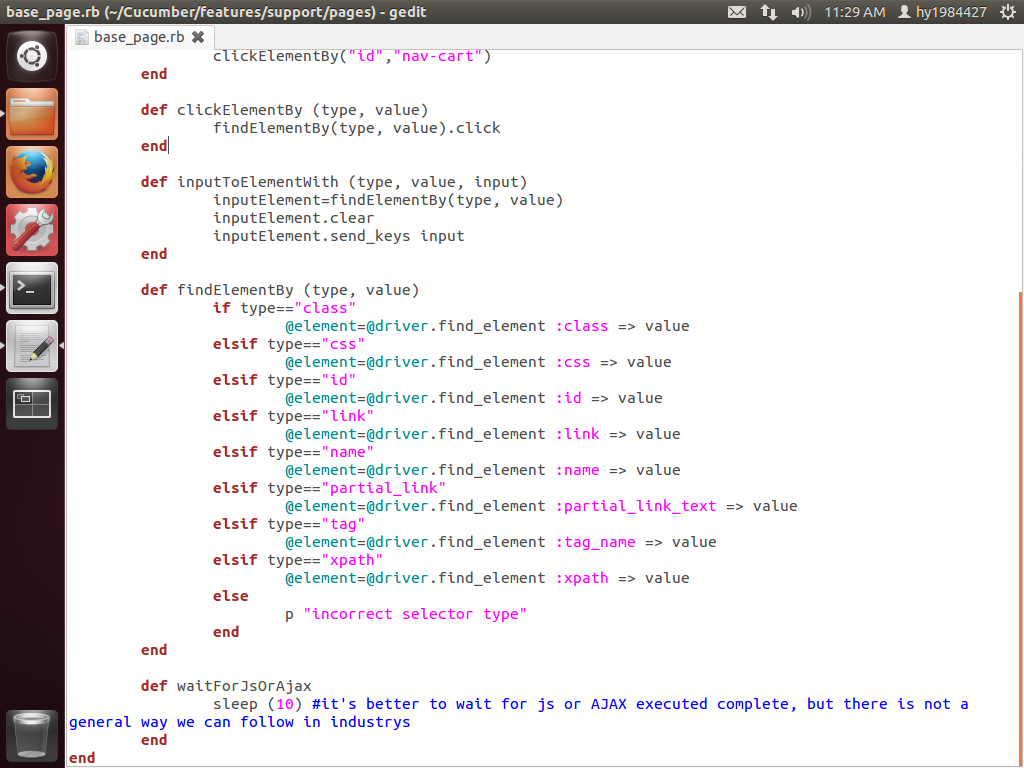 base_page.rb (~/Cucumber/features/support/pages) - gedit
11:29 AM
hy1984427
base_page.rb
clickElementBy("id","nav-cart")
end
def clickElementBy (type, value)
findElementBy(type, value).click
end
def inputToElementWith (type, value, input)
inputElement=findElementBy(type, value)
inputElement.clear
inputElement.send_keys input
end
def findElementBy (type, value)
if type=="class"
@element=@driver.find_element :class => value
elsif type=="css"
@element=@driver.find_element :css => value
elsif type=="id"
@element=@driver.find_element :id => value
elsif type=="link"
@element=@driver.find_element :link => value
elsif type=="name"
@element=@driver.find_element :name => value
elsif type=="partial_link"
@element=@driver.find_element :partial_link_text => value
elsif type=="tag"
@element=@driver.find_element :tag_name => value
elsif type=="xpath"
@element=@driver.find_element :xpath => value
else
p "incorrect selector type"
end
end
def waitForJsOrAjax
sleep (10) #it's better to wait for js or AJAX executed complete, but there is not a
general way we can follow in industrys
end
end